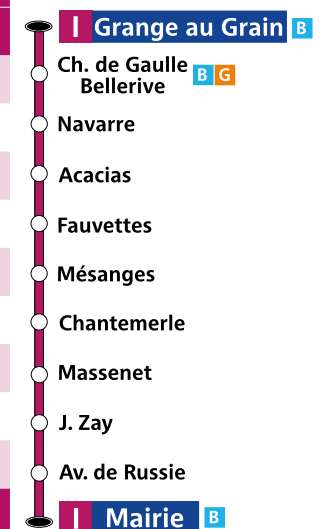 I Grange au Grain B
Ch. de Gaulle B G
Bellerive
Navarre
Acacias
Fauvettes
Mésanges
Chantemerle
Massenet
J. Zay
Av. de Russie
I Mairie B